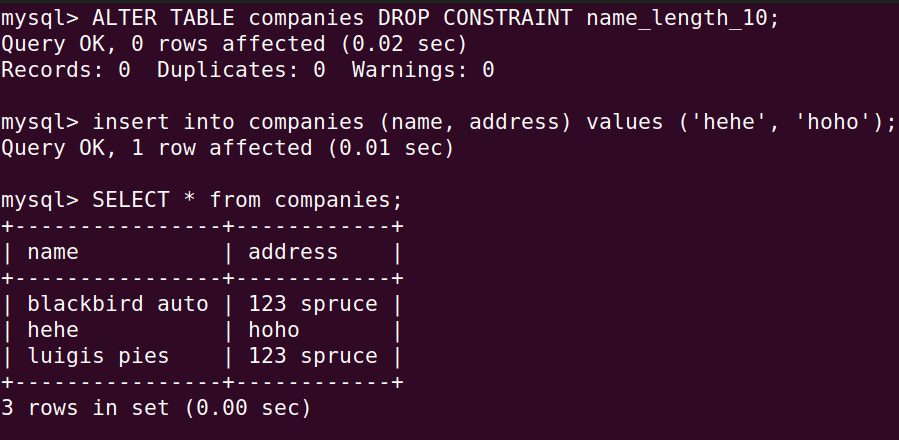 mysql> ALTER TABLE companies DROP CONSTRAINT name_length_10;
Query OK, 0 rows affected (0.02 sec)
Records: 0  Duplicates: 0  Warnings: 0

mysql> insert into companies (name, address) values ('hehe', 'hoho');
Query OK, 1 row affected (0.01 sec)

mysql> SELECT * from companies;
+----------------+------------+
| name           | address    |
+----------------+------------+
| blackbird auto | 123 spruce |
| hehe           | hoho       |
| luigis pies    | 123 spruce |
+----------------+------------+
3 rows in set (0.00 sec)